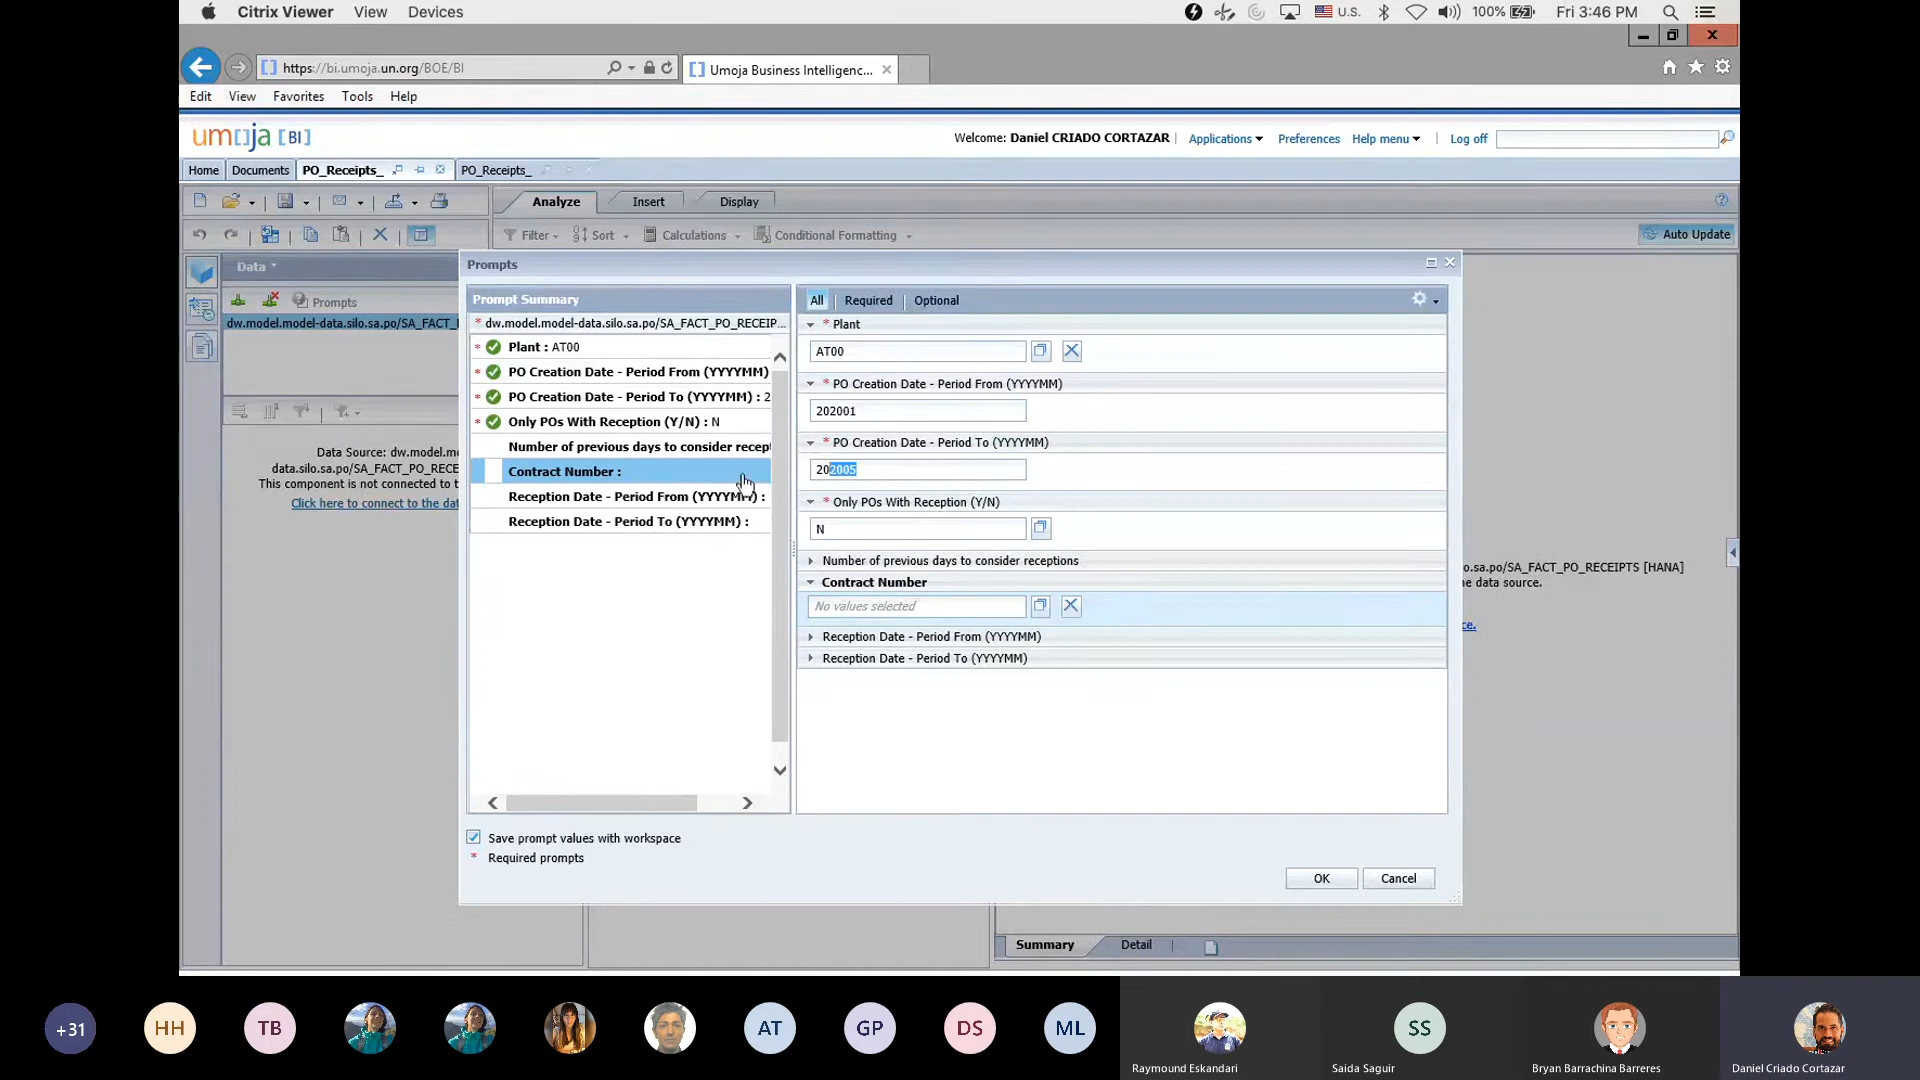 Citrix Viewer View Devices
U.S. 100% Fri 3:46 PM
https://bi.umoja.un.org/BOE/BI
Umoja Business Intelligenc...
Edit View Favorites Tools Help
um[]ja [BI]
Welcome: Daniel CRIADO CORTAZAR Applications Preferences Help menu Log off
Home Documents PO_Receipts_ PO_Receipts_
Analyze Insert Display
Filter Sort Calculations Conditional Formatting Auto Update
Data
Prompts
dw.model.model-data.silo.sa.po/SA_FACT_P
Data Source: dw.model.mo
data.silo.sa.po/SA_FACT_PO_RECE
This component is not connected to t
Click here to connect to the dat
Prompts
Prompt Summary
* dw.model.model-data.silo.sa.po/SA_FACT_PO_RECEIP...
* Plant : AT00
* PO Creation Date - Period From (YYYYMM)
* PO Creation Date - Period To (YYYYMM) : 2
* Only POs With Reception (Y/N) : N
Number of previous days to consider recept
Contract Number :
Reception Date - Period From (YYYYMM) :
Reception Date - Period To (YYYYMM) :
All Required Optional
* Plant
AT00
* PO Creation Date - Period From (YYYYMM)
202001
* PO Creation Date - Period To (YYYYMM)
202005
* Only POs With Reception (Y/N)
N
Number of previous days to consider receptions
Contract Number
No values selected
Reception Date - Period From (YYYYMM)
Reception Date - Period To (YYYYMM)
o.sa.po/SA_FACT_PO_RECEIPTS [HANA]
e the data source.
ce.
Save prompt values with workspace
* Required prompts
OK Cancel
Summary Detail
+31 HH TB AT GP DS ML SS
Raymound Eskandari Saida Saguir Bryan Barrachina Barreres Daniel Criado Cortazar